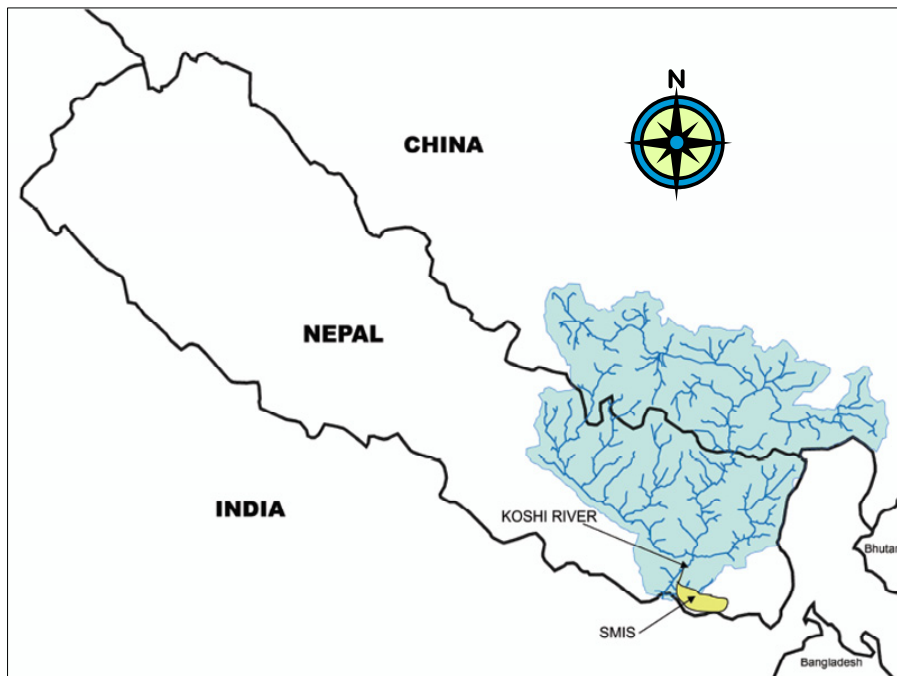 N
CHINA
NEPAL
INDIA
KOSHI RIVER
Bhutan
SMIS
Bangladesh